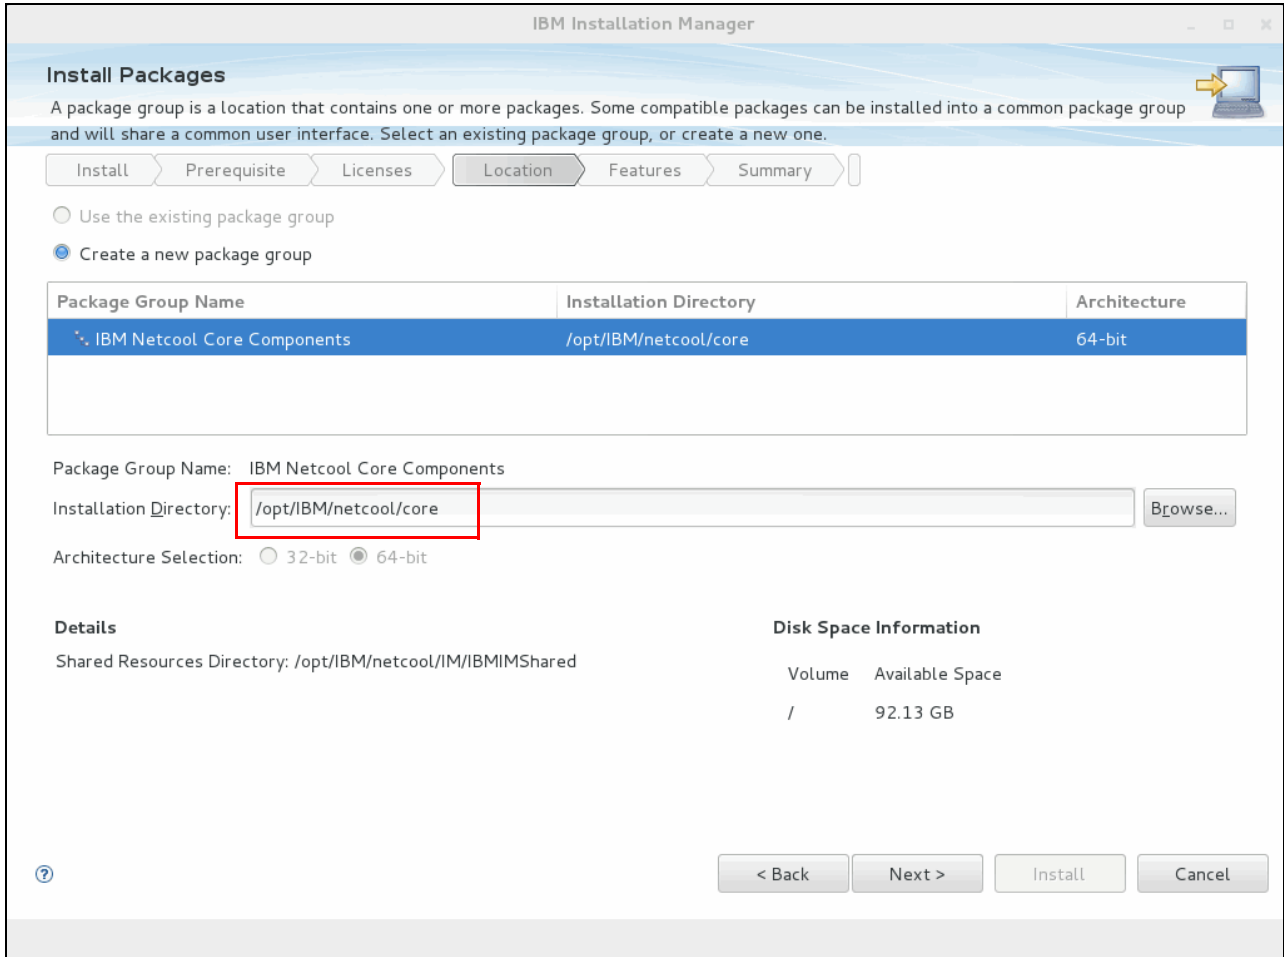 IBM Installation Manager
Install Packages
A package group is a location that contains one or more packages. Some compatible packages can be installed into a common package group
and will share a common user interface. Select an existing package group, or create a new one.
Install Prerequisite Licenses Location Features Summary
Use the existing package group
Create a new package group
Package Group Name Installation Directory Architecture
IBM Netcool Core Components /opt/IBM/netcool/core 64-bit
Package Group Name: IBM Netcool Core Components
Installation Directory: /opt/IBM/netcool/core Browse...
Architecture Selection: 32-bit 64-bit
Details Disk Space Information
Shared Resources Directory: /opt/IBM/netcool/IM/IBMIMShared
Volume Available Space
/ 92.13 GB
? < Back Next > Install Cancel